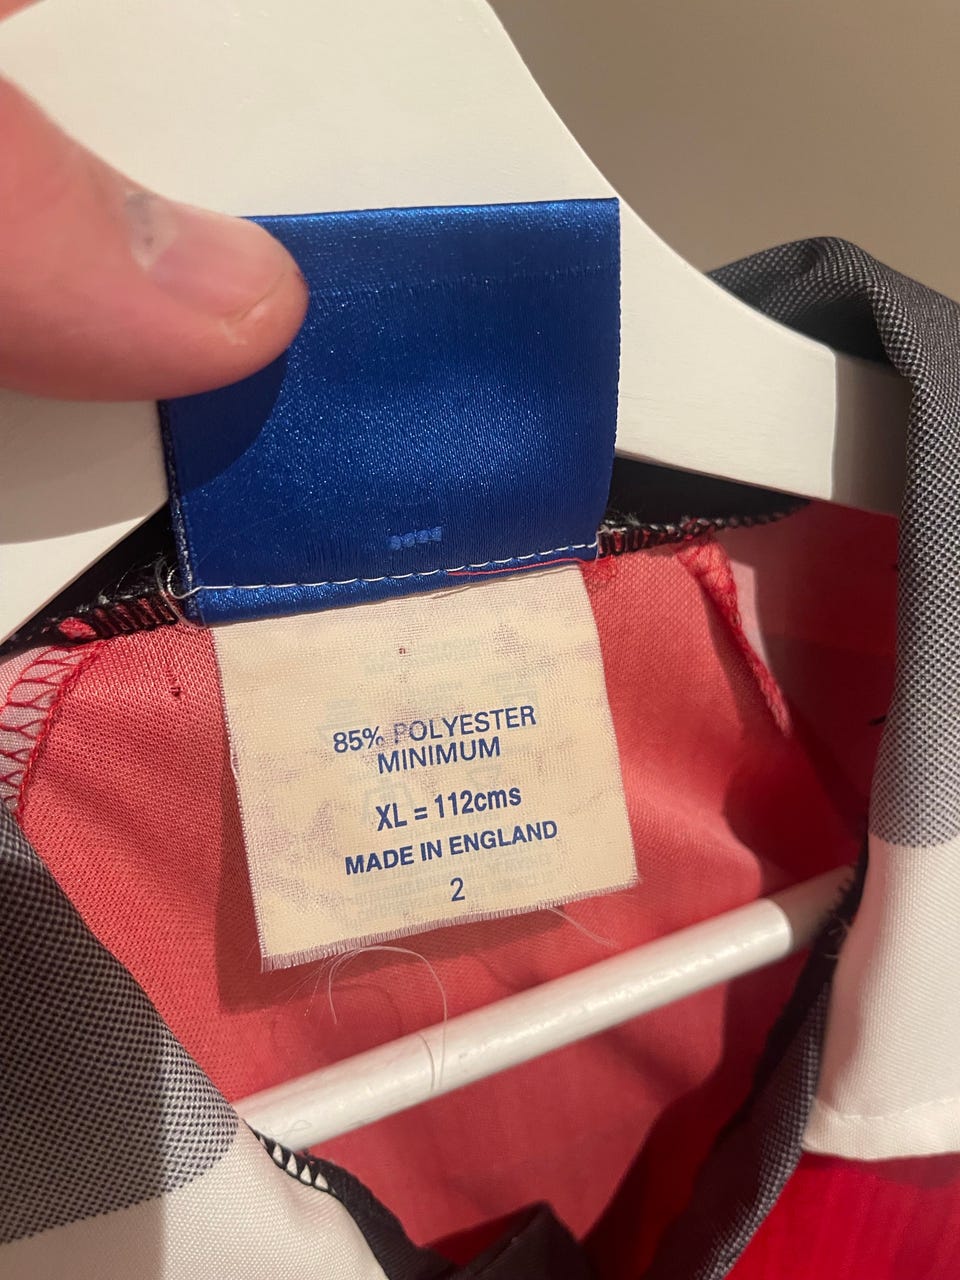 85% POLYESTER
MINIMUM
XL = 112cms
MADE IN ENGLAND
2